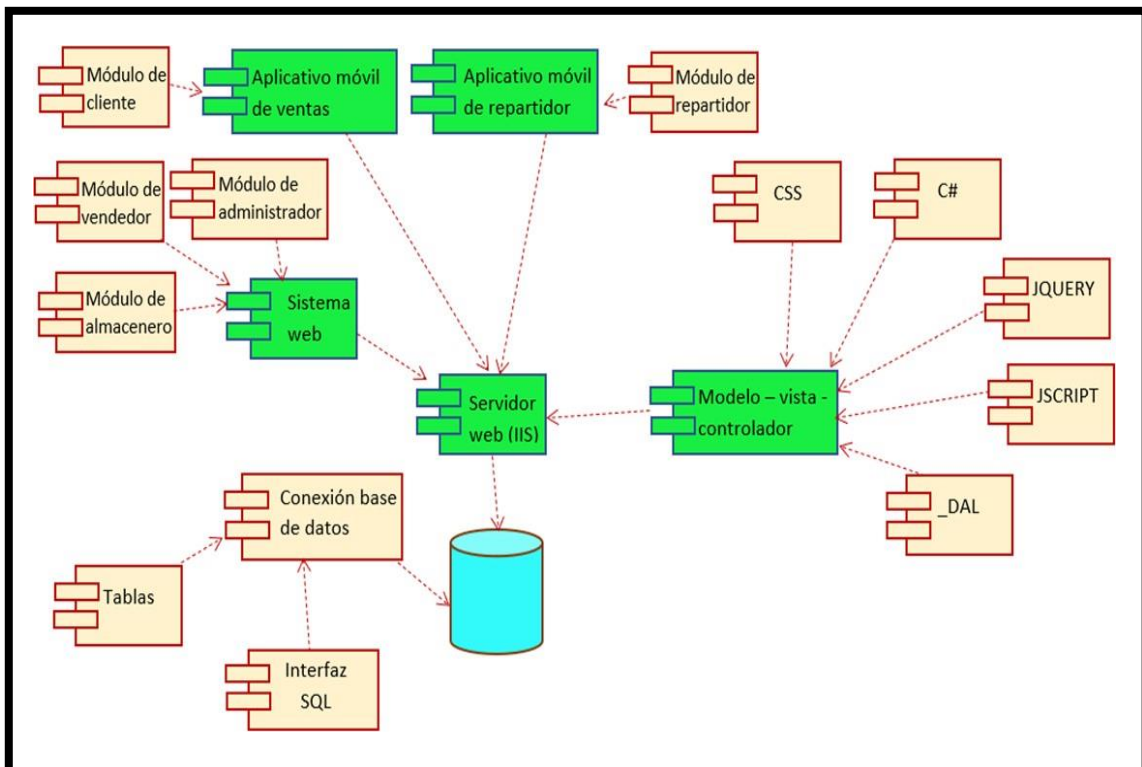 Módulo de
cliente
Aplicativo móvil
de ventas
Aplicativo móvil
de repartidor
Módulo de
repartidor
Módulo de
vendedor
Módulo de
administrador
CSS
C#
Módulo de
almacenero
Sistema
web
JQUERY
Servidor
web (IIS)
Modelo – vista -
controlador
JSCRIPT
_DAL
Conexión base
de datos
Tablas
Interfaz
SQL